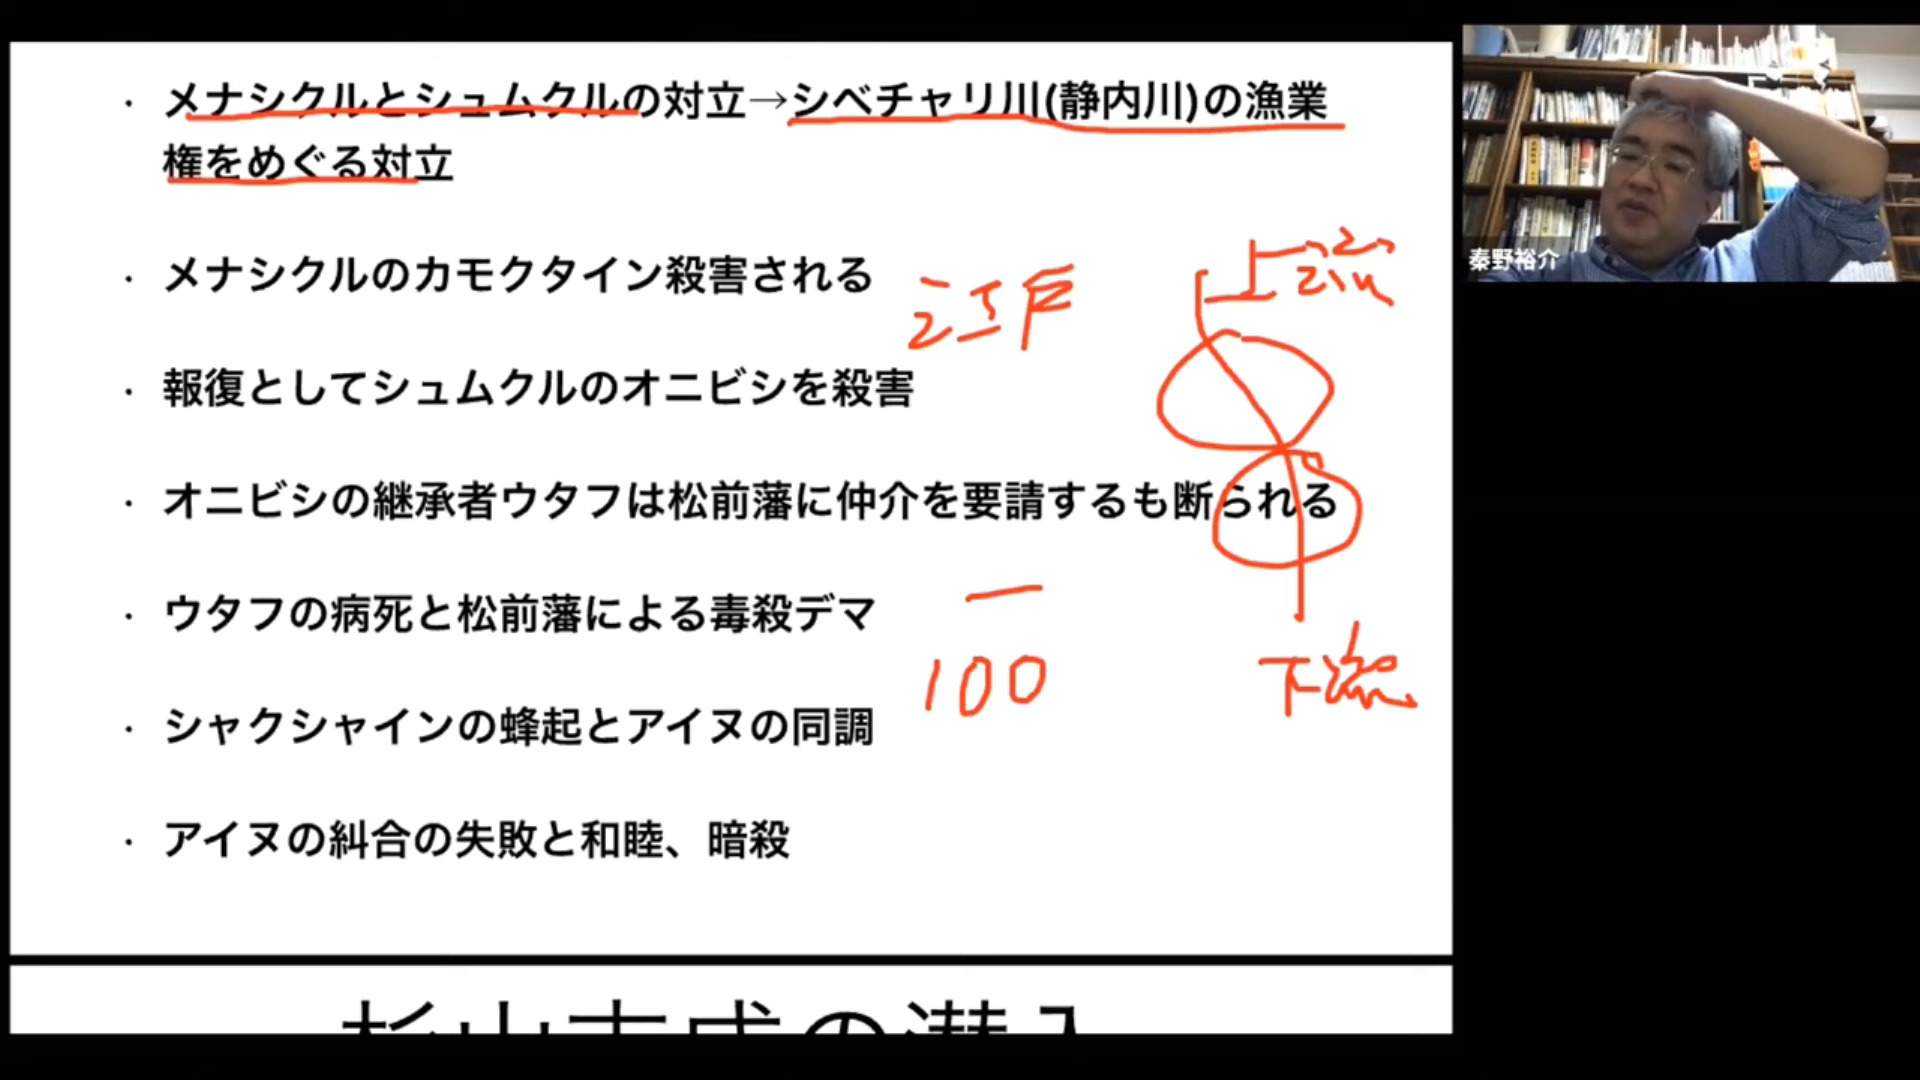 ・ メナシクルとシュムクルの対立→シベチャリ川(静内川)の漁業
権をめぐる対立
・ メナシクルのカモクタイン殺害される
江戸
・ 報復としてシュムクルのオニビシを殺害
・ オニビシの継承者ウタフは松前藩に仲介を要請するも断られる
・ ウタフの病死と松前藩による毒殺デマ
100
下流
・ シャクシャインの蜂起とアイヌの同調
・ アイヌの糾合の失敗と和睦、暗殺
秦野裕介